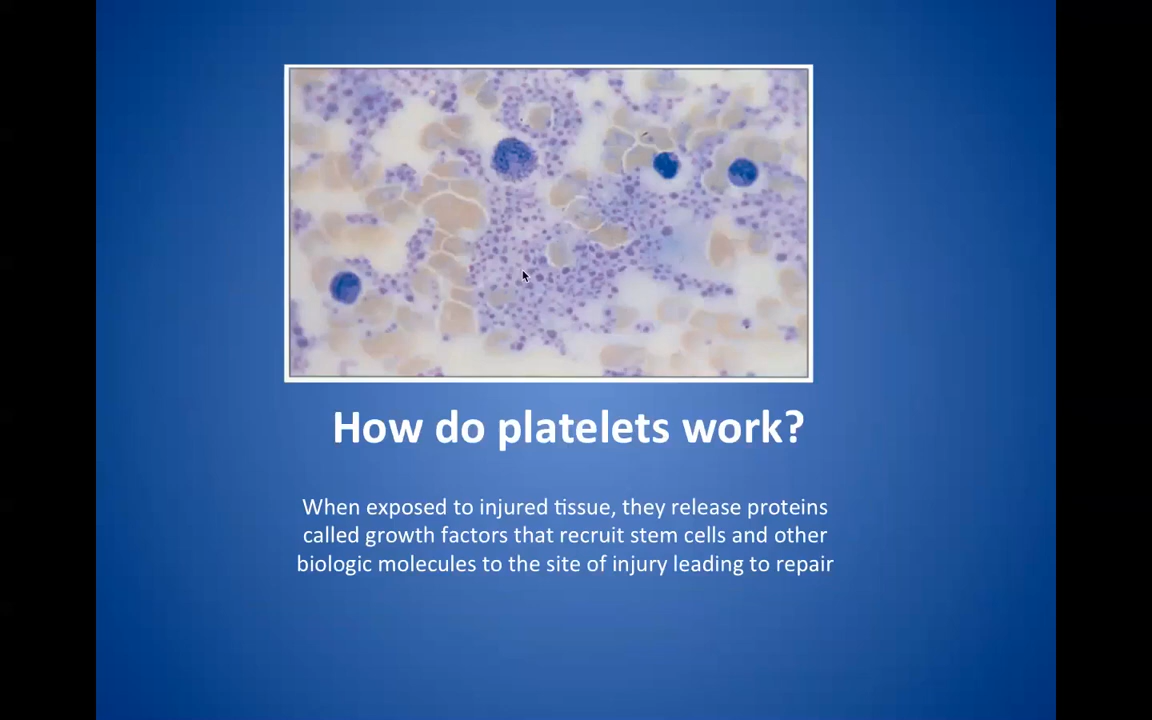 How do platelets work?
When exposed to injured tissue, they release proteins
called growth factors that recruit stem cells and other
biologic molecules to the site of injury leading to repair